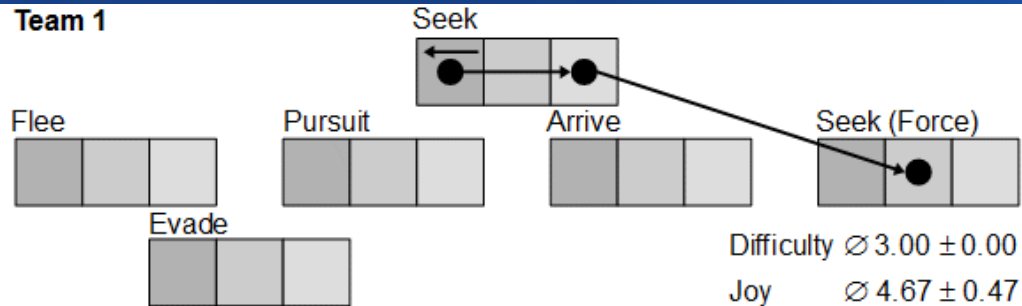 Team 1
Seek
Flee
Pursuit
Arrive
Seek (Force)
Evade
Difficulty ∅ 3.00 ± 0.00
Joy ∅ 4.67 ± 0.47